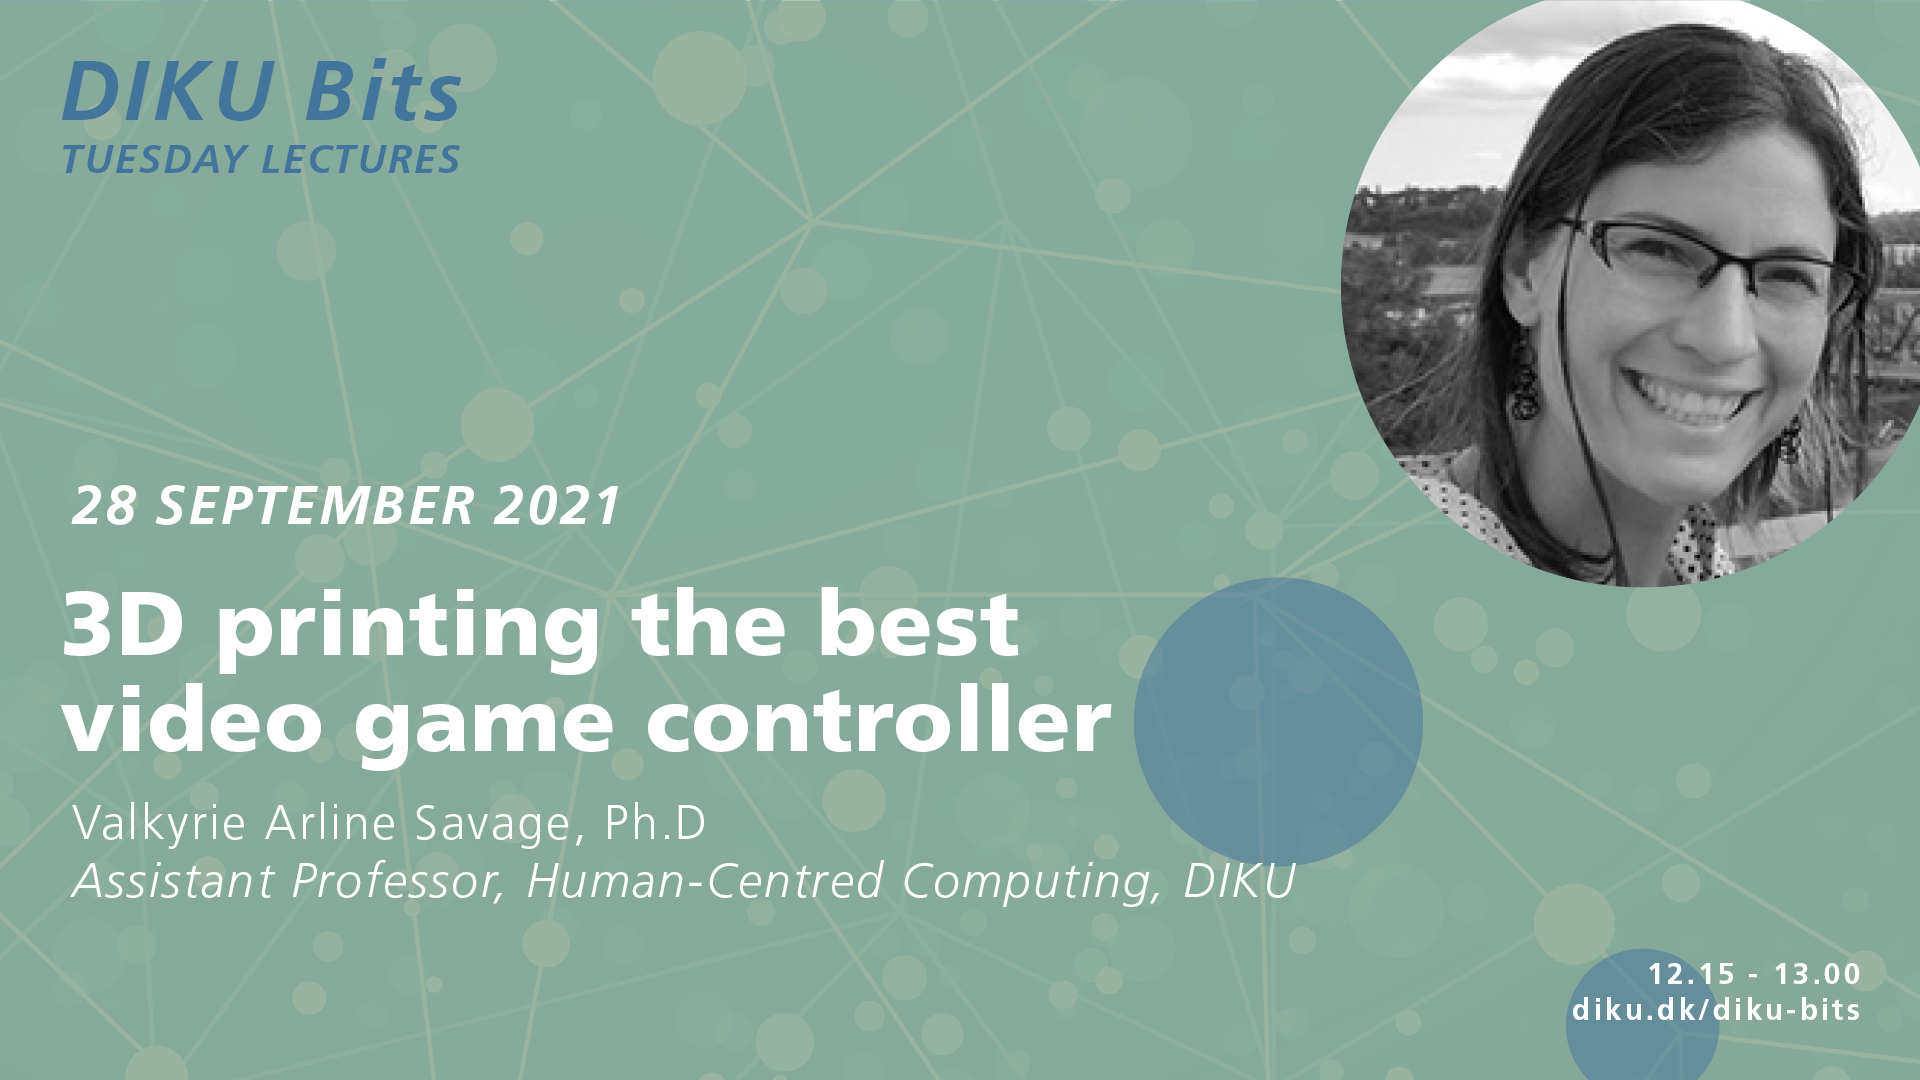 DIKU Bits
TUESDAY LECTURES
28 SEPTEMBER 2021
3D printing the best
video game controller
Valkyrie Arline Savage, Ph.D
Assistant Professor, Human-Centred Computing, DIKU
12.15 - 13.00
diku.dk/diku-bits